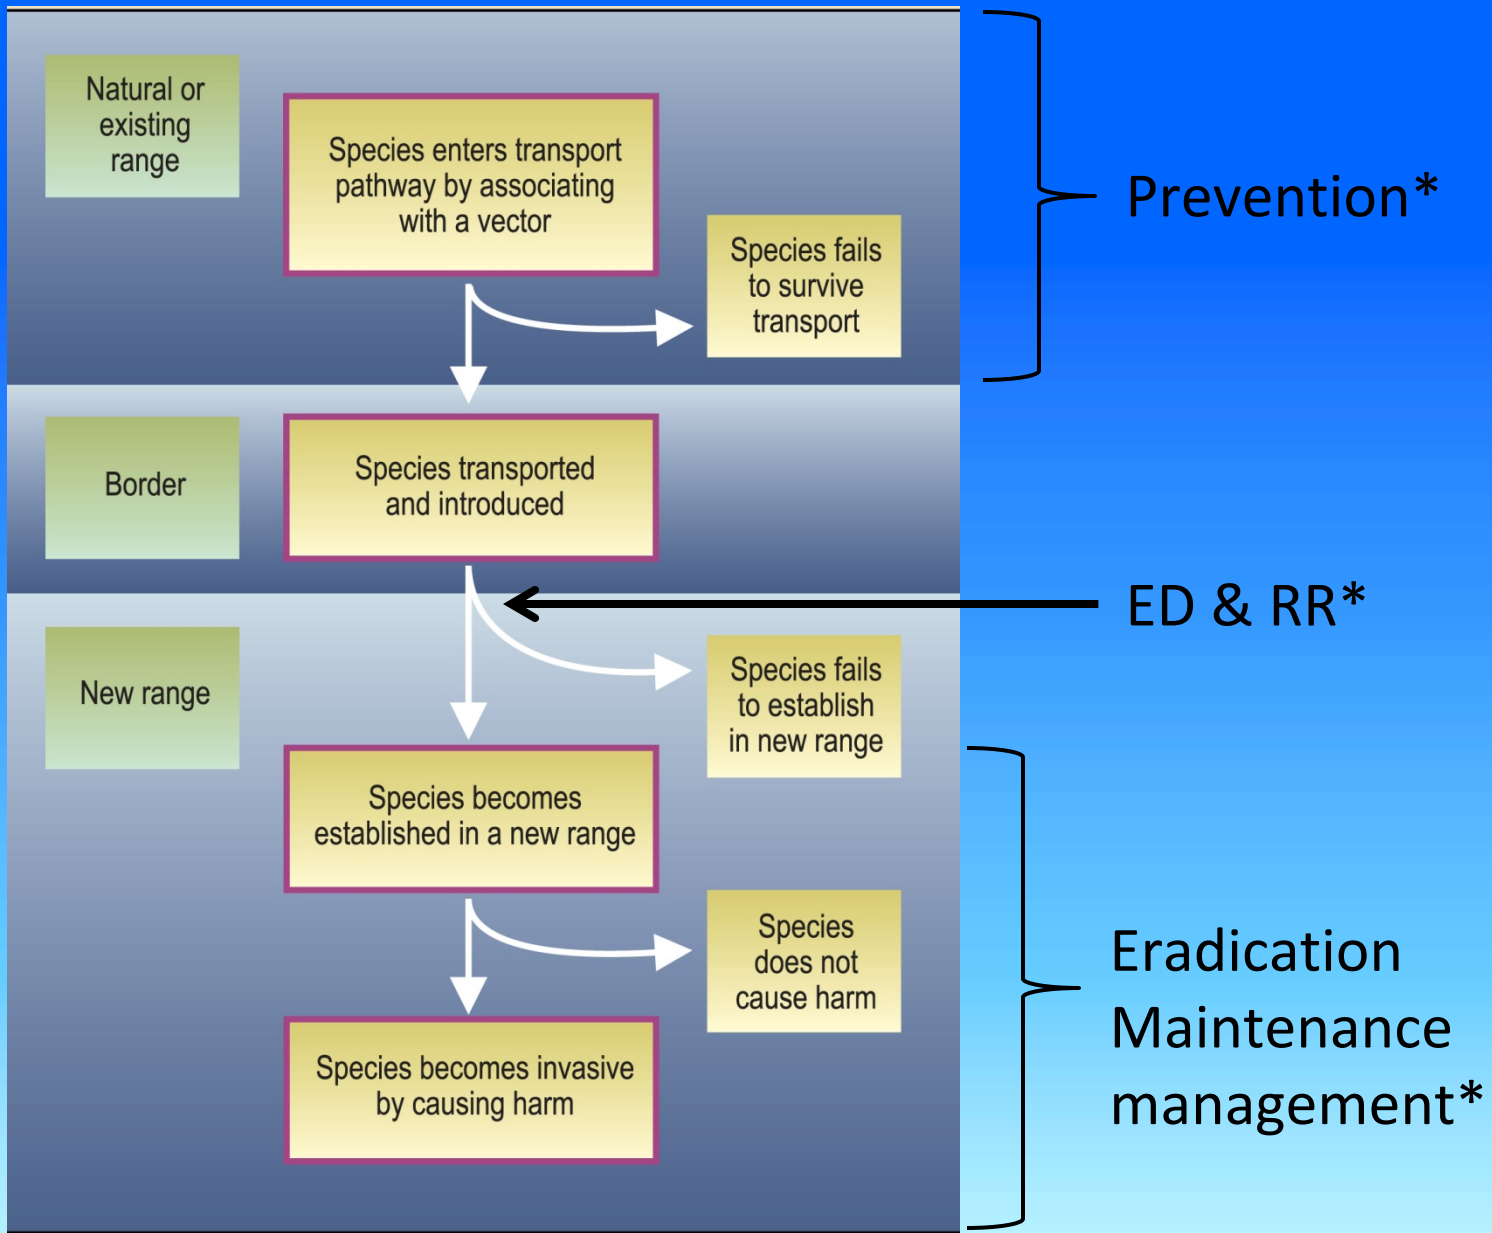 Natural or
existing
range
Species enters transport
pathway by associating
with a vector
Species fails
to survive
transport
Prevention*
Border
Species transported
and introduced
ED & RR*
New range
Species fails
to establish
in new range
Species becomes
established in a new range
Species
does not
cause harm
Eradication
Maintenance
management*
Species becomes invasive
by causing harm